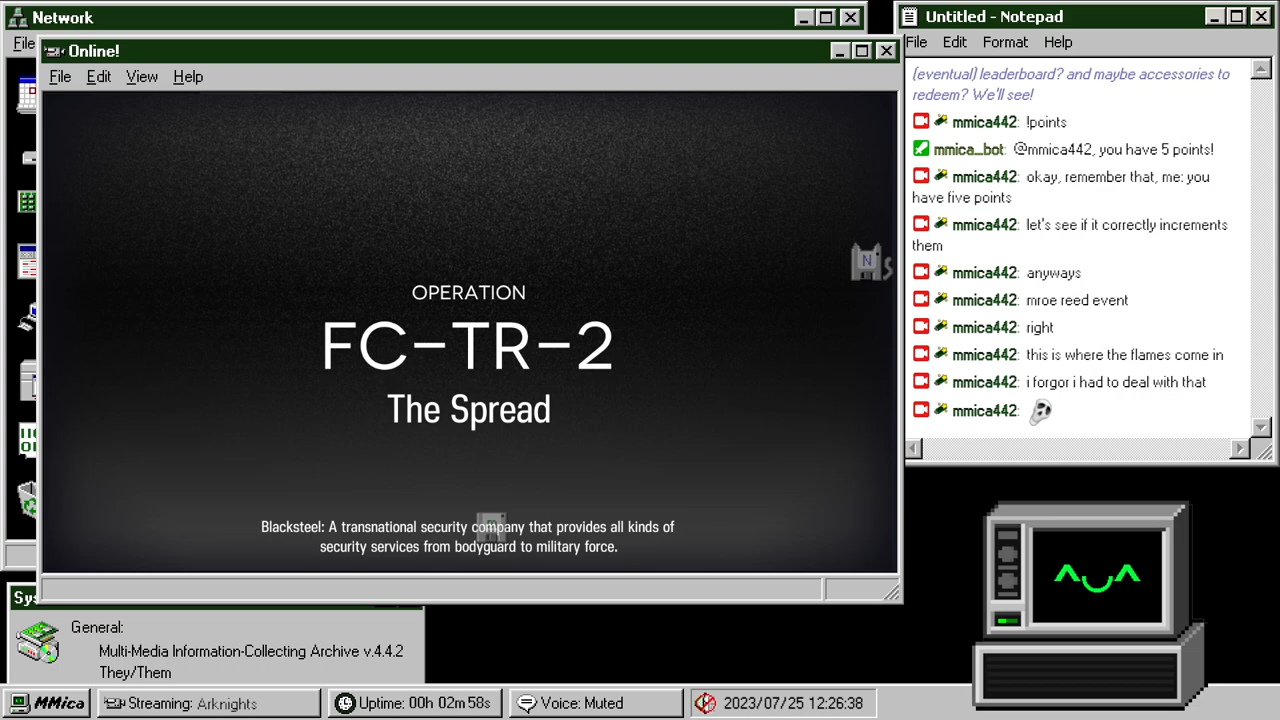 Network
File
Online!
File Edit View Help
OPERATION
FC-TR-2
The Spread
Blacksteel: A transnational security company that provides all kinds of
security services from bodyguard to military force.
N
Untitled - Notepad
File Edit Format Help
(eventual) leaderboard? and maybe accessories to
redeem? We'll see!
mmica442: !points
mmica_bot: @mmica442, you have 5 points!
mmica442: okay, remember that, me: you
have five points
mmica442: let's see if it correctly increments
them
mmica442: anyways
mmica442: mroe reed event
mmica442: right
mmica442: this is where the flames come in
mmica442: i forgor i had to deal with that
mmica442:
Sys
General:
Multi-Media Information-Collecting Archive v.4.4.2
They/Them
MMica
Streaming: Arknights
Uptime: 00h 02m 58s
Voice: Muted
2023/07/25 12:26:38